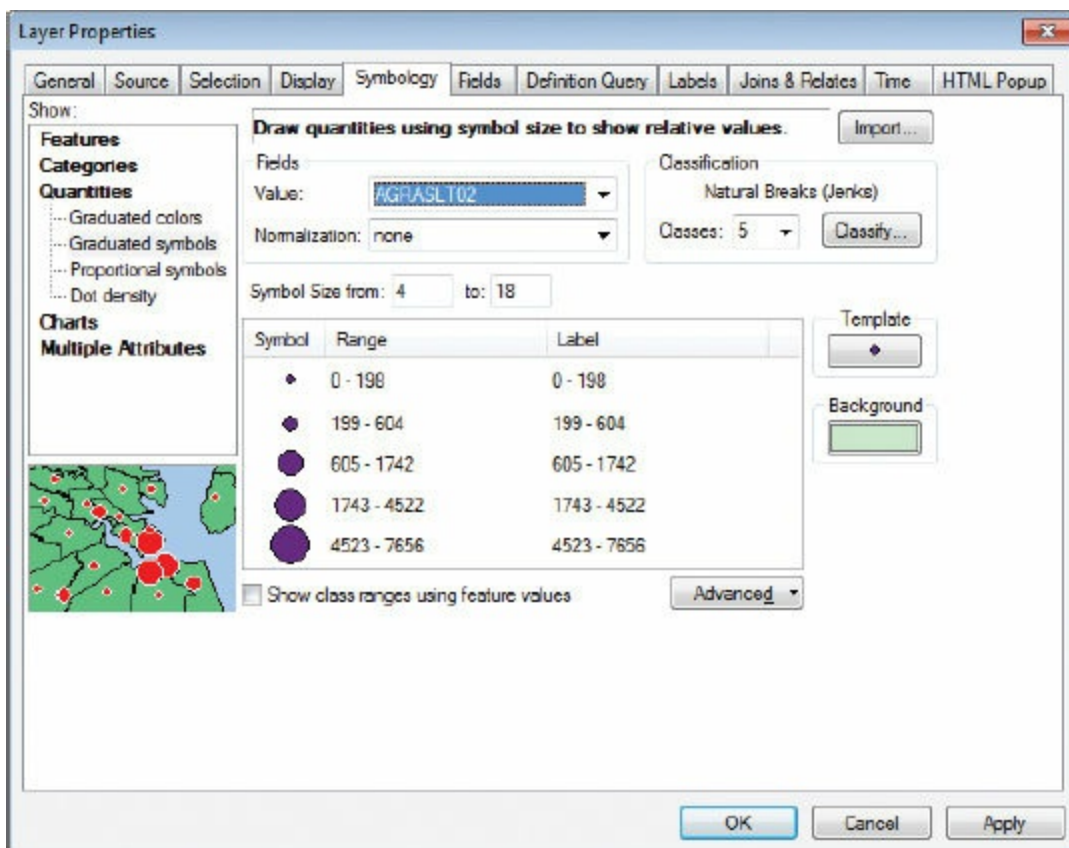 Layer Properties
General Source Selection Display Symbology Fields Definition Query Labels Joins & Relates Time HTML Popup
Show:
Features
Categories
Quantities
Graduated colors
Graduated symbols
Proportional symbols
Dot density
Charts
Multiple Attributes
Draw quantities using symbol size to show relative values.
Import...
Fields
Value: AGRASLT02
Normalization: none
Classification
Natural Breaks (Jenks)
Classes: 5 Classify...
Symbol Size from: 4 to: 18
Symbol Range Label
0 - 198 0 - 198
199 - 604 199 - 604
605 - 1742 605 - 1742
1743 - 4522 1743 - 4522
4523 - 7656 4523 - 7656
Template
Background
Show class ranges using feature values
Advanced
OK Cancel Apply